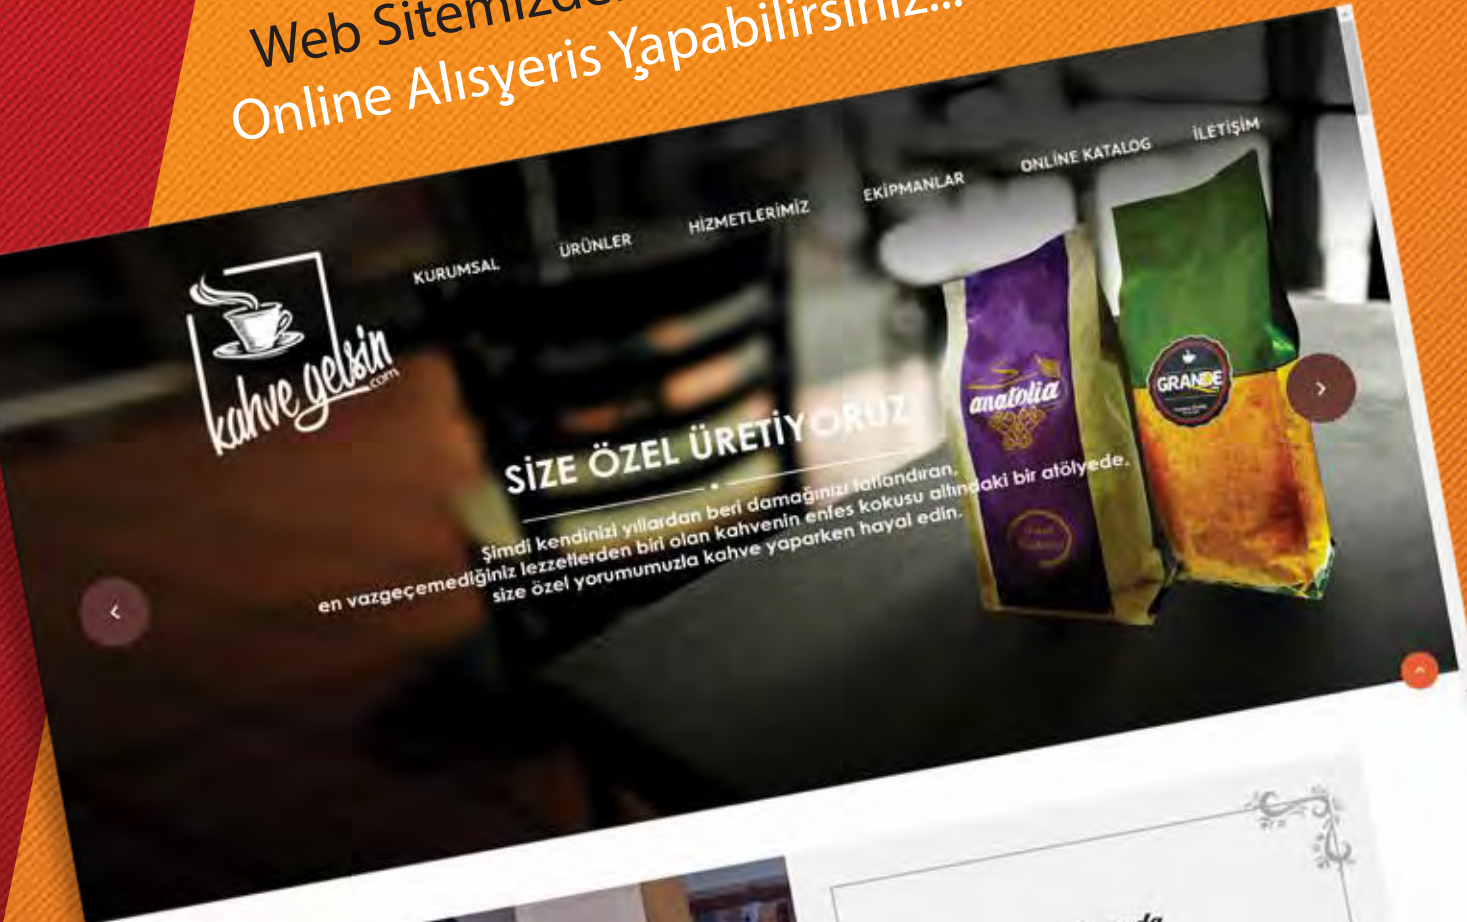 Web Sitemizde
Online Alısyeris Yapabilirsiniz...
KURUMSAL
ÜRÜNLER
HİZMETLERİMİZ
EKİPMANLAR
ONLİNE KATALOG
İLETİŞİM
kahve gelsin
.com
SİZE ÖZEL ÜRETİYORUZ
Şimdi kendinizi yıllardan beri damağınızı tatlandıran,
en vazgeçemediğiniz lezzetlerden biri olan kahvenin enfes kokusu altındaki bir atölyede.
size özel yorumumuzla kahve yaparken hayal edin.
anatolia
GRANDE